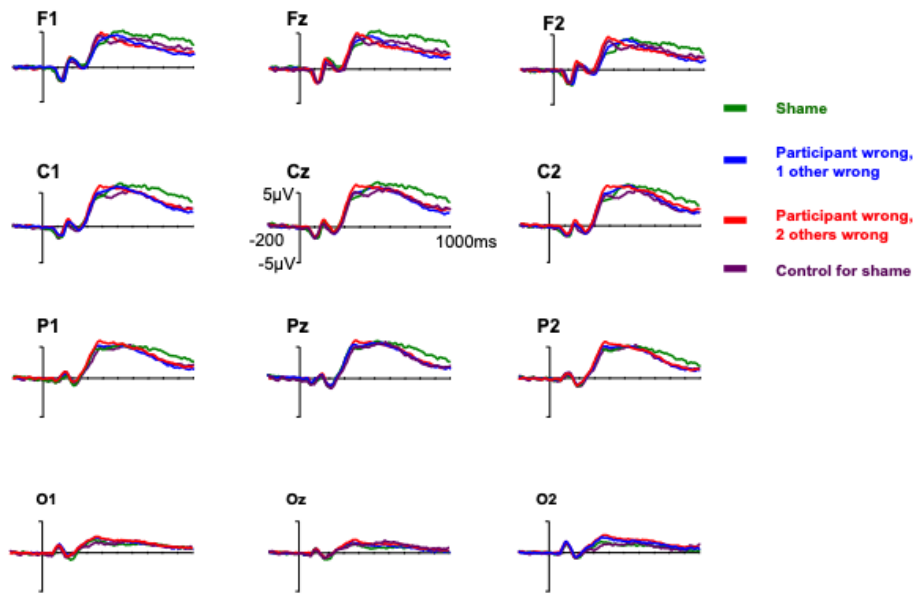 F1
Fz
F2
Shame
Participant wrong,
1 other wrong
C1
Cz
C2
5µV
-200
1000ms
-5µV
Participant wrong,
2 others wrong
Control for shame
P1
Pz
P2
O1
Oz
O2